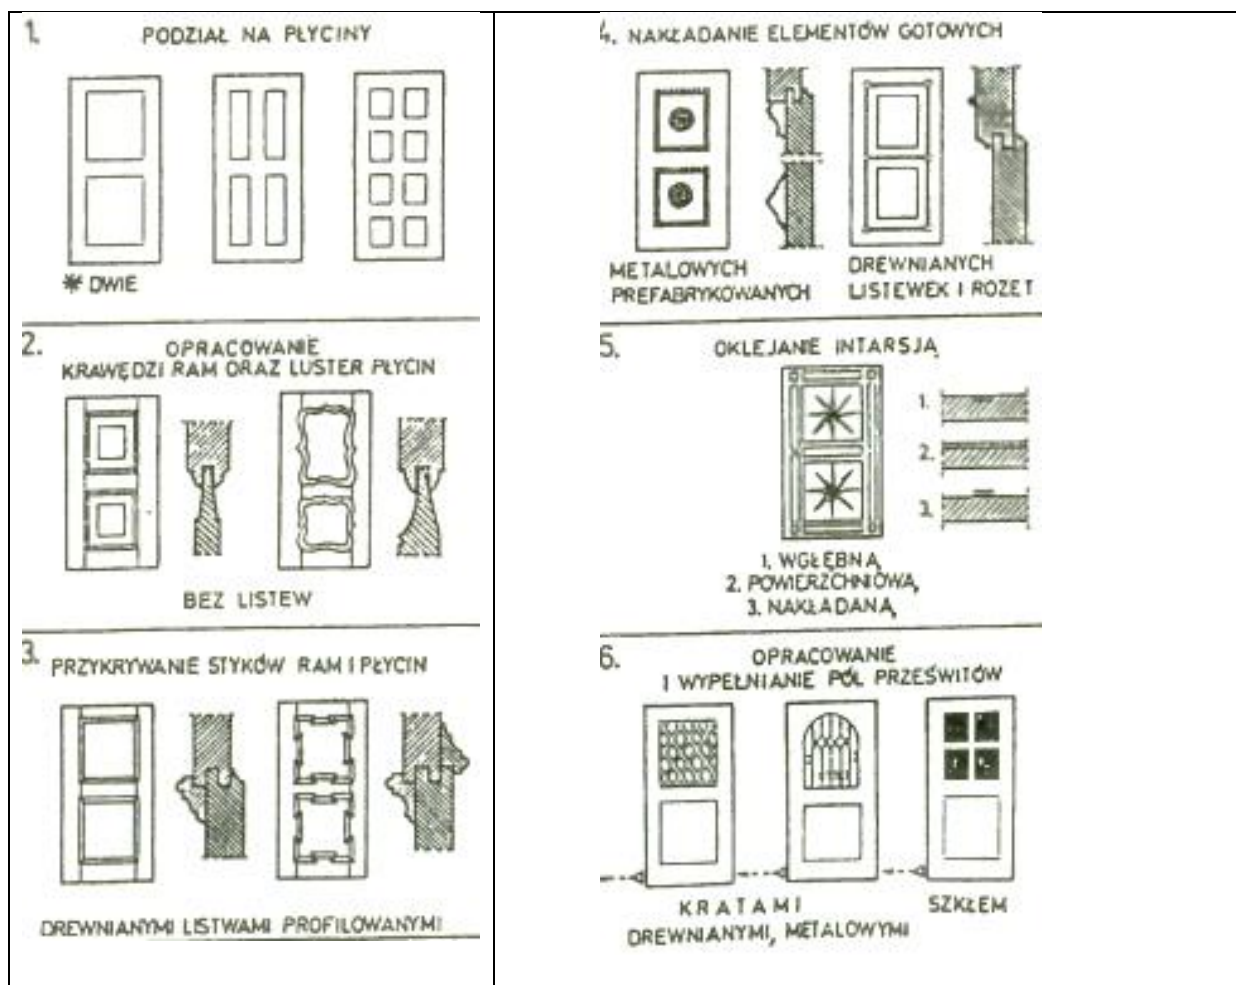 1. PODZIAŁ NA PŁYCINY
* DWIE
2. OPRACOWANIE
KRAWĘDZI RAM ORAZ LUSTER PŁYCIN
BEZ LISTEW
3. PRZYKRYWANIE STYKÓW RAM I PŁYCIN
DREWNIANYMI LISTWAMI PROFILOWANYMI
4. NAKŁADANIE ELEMENTÓW GOTOWYCH
METALOWYCH
PREFABRYKOWANYCH
DREWNIANYCH
LISTEWEK I ROZET
5. OKLEJANIE INTARSJĄ
1.
2.
3.
1. WGŁĘBNĄ
2. POWIERZCHNIOWĄ
3. NAKŁADANĄ
6. OPRACOWANIE
I WYPEŁNIANIE PÓL PRZEŚWITÓW
KRATAMI
DREWNIANYMI, METALOWYMI
SZKŁEM